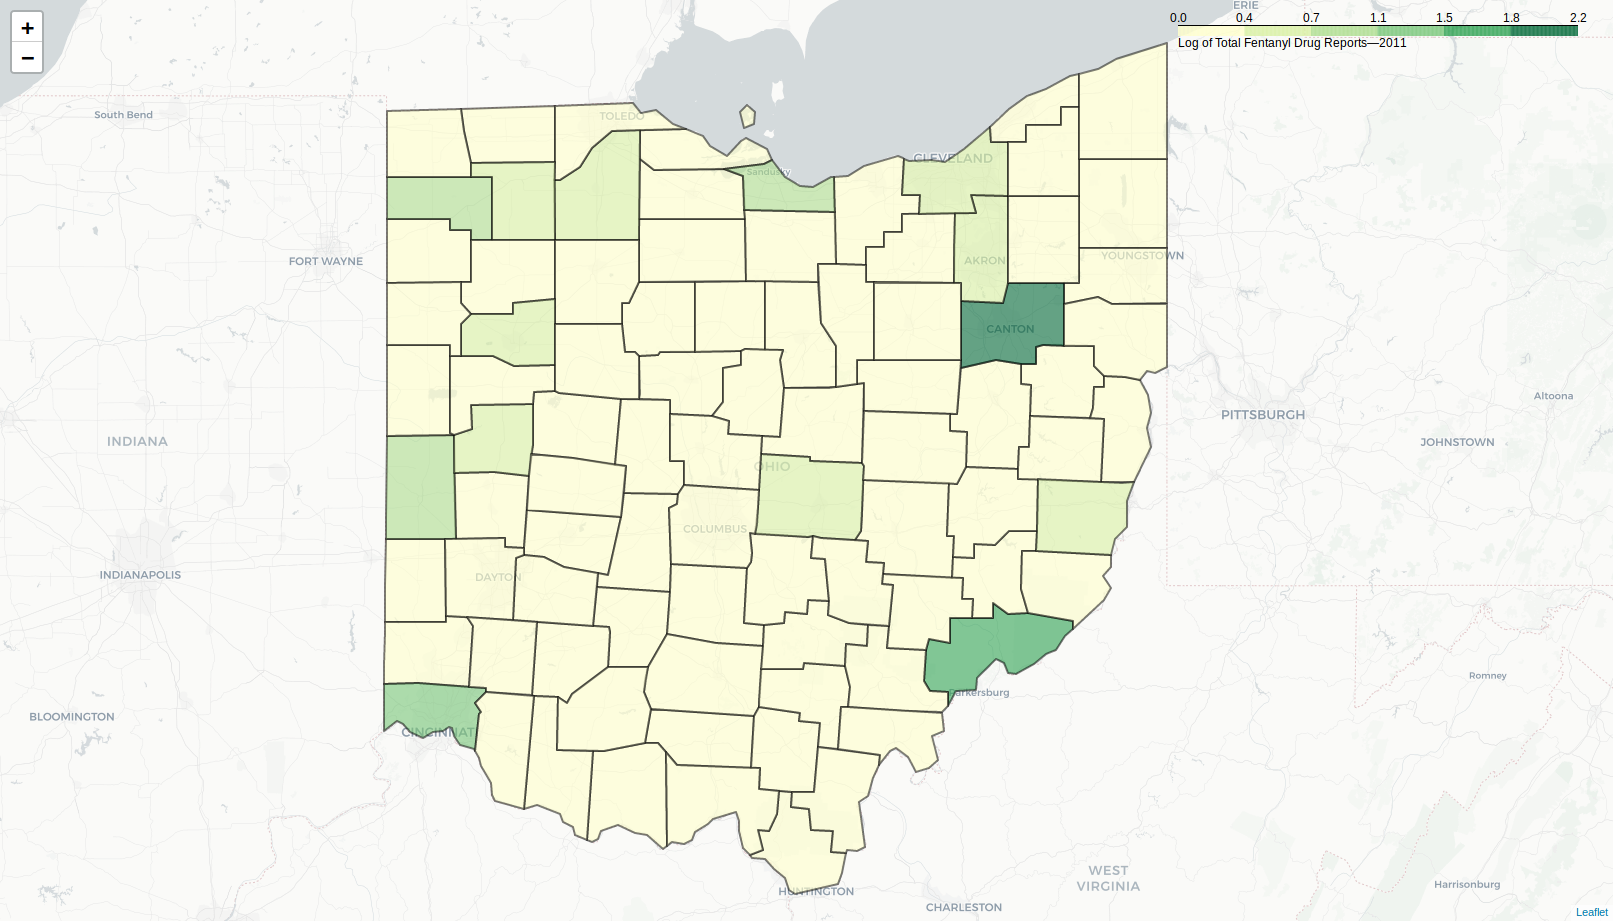 +
−
ERIE
0.0 0.4 0.7 1.1 1.5 1.8 2.2
Log of Total Fentanyl Drug Reports—2011
South Bend
TOLEDO
CLEVELAND
Sandusky
FORT WAYNE
AKRON
YOUNGSTOWN
CANTON
Altoona
PITTSBURGH
INDIANA
JOHNSTOWN
OHIO
COLUMBUS
INDIANAPOLIS
DAYTON
Romney
Parkersburg
BLOOMINGTON
CINCINNATI
WEST
VIRGINIA
Harrisonburg
HUNTINGTON
CHARLESTON
Leaflet